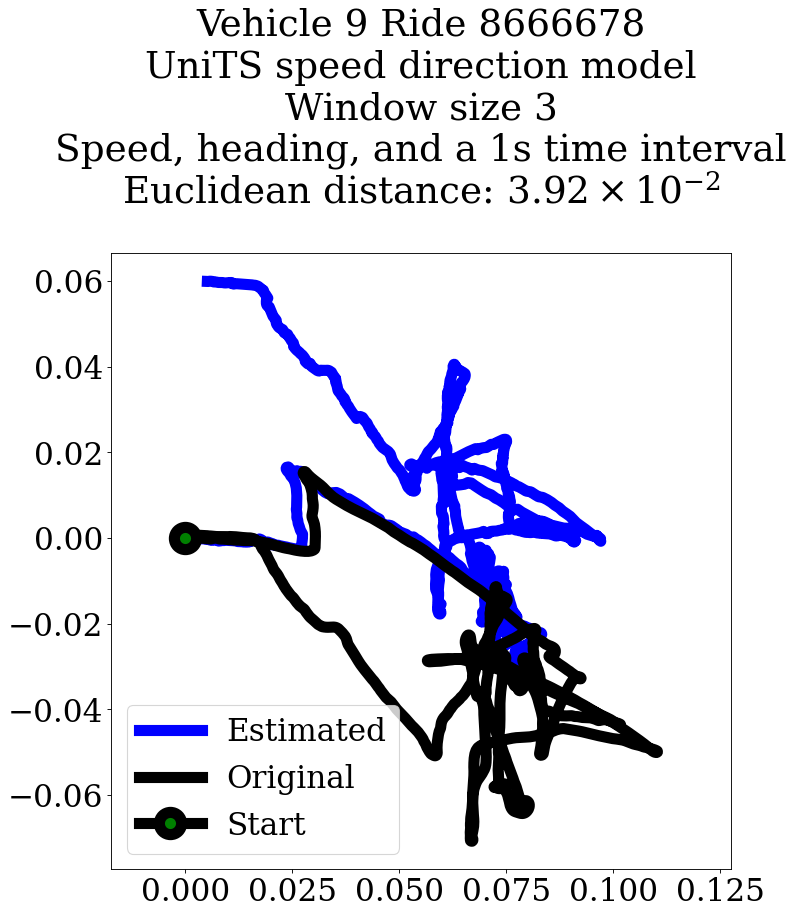 Vehicle 9 Ride 8666678
UniTS speed direction model
Window size 3
Speed, heading, and a 1s time interval
Euclidean distance: 3.92 × 10⁻²
0.06
0.04
0.02
0.00
−0.02
−0.04
−0.06
Estimated
Original
Start
0.000 0.025 0.050 0.075 0.100 0.125